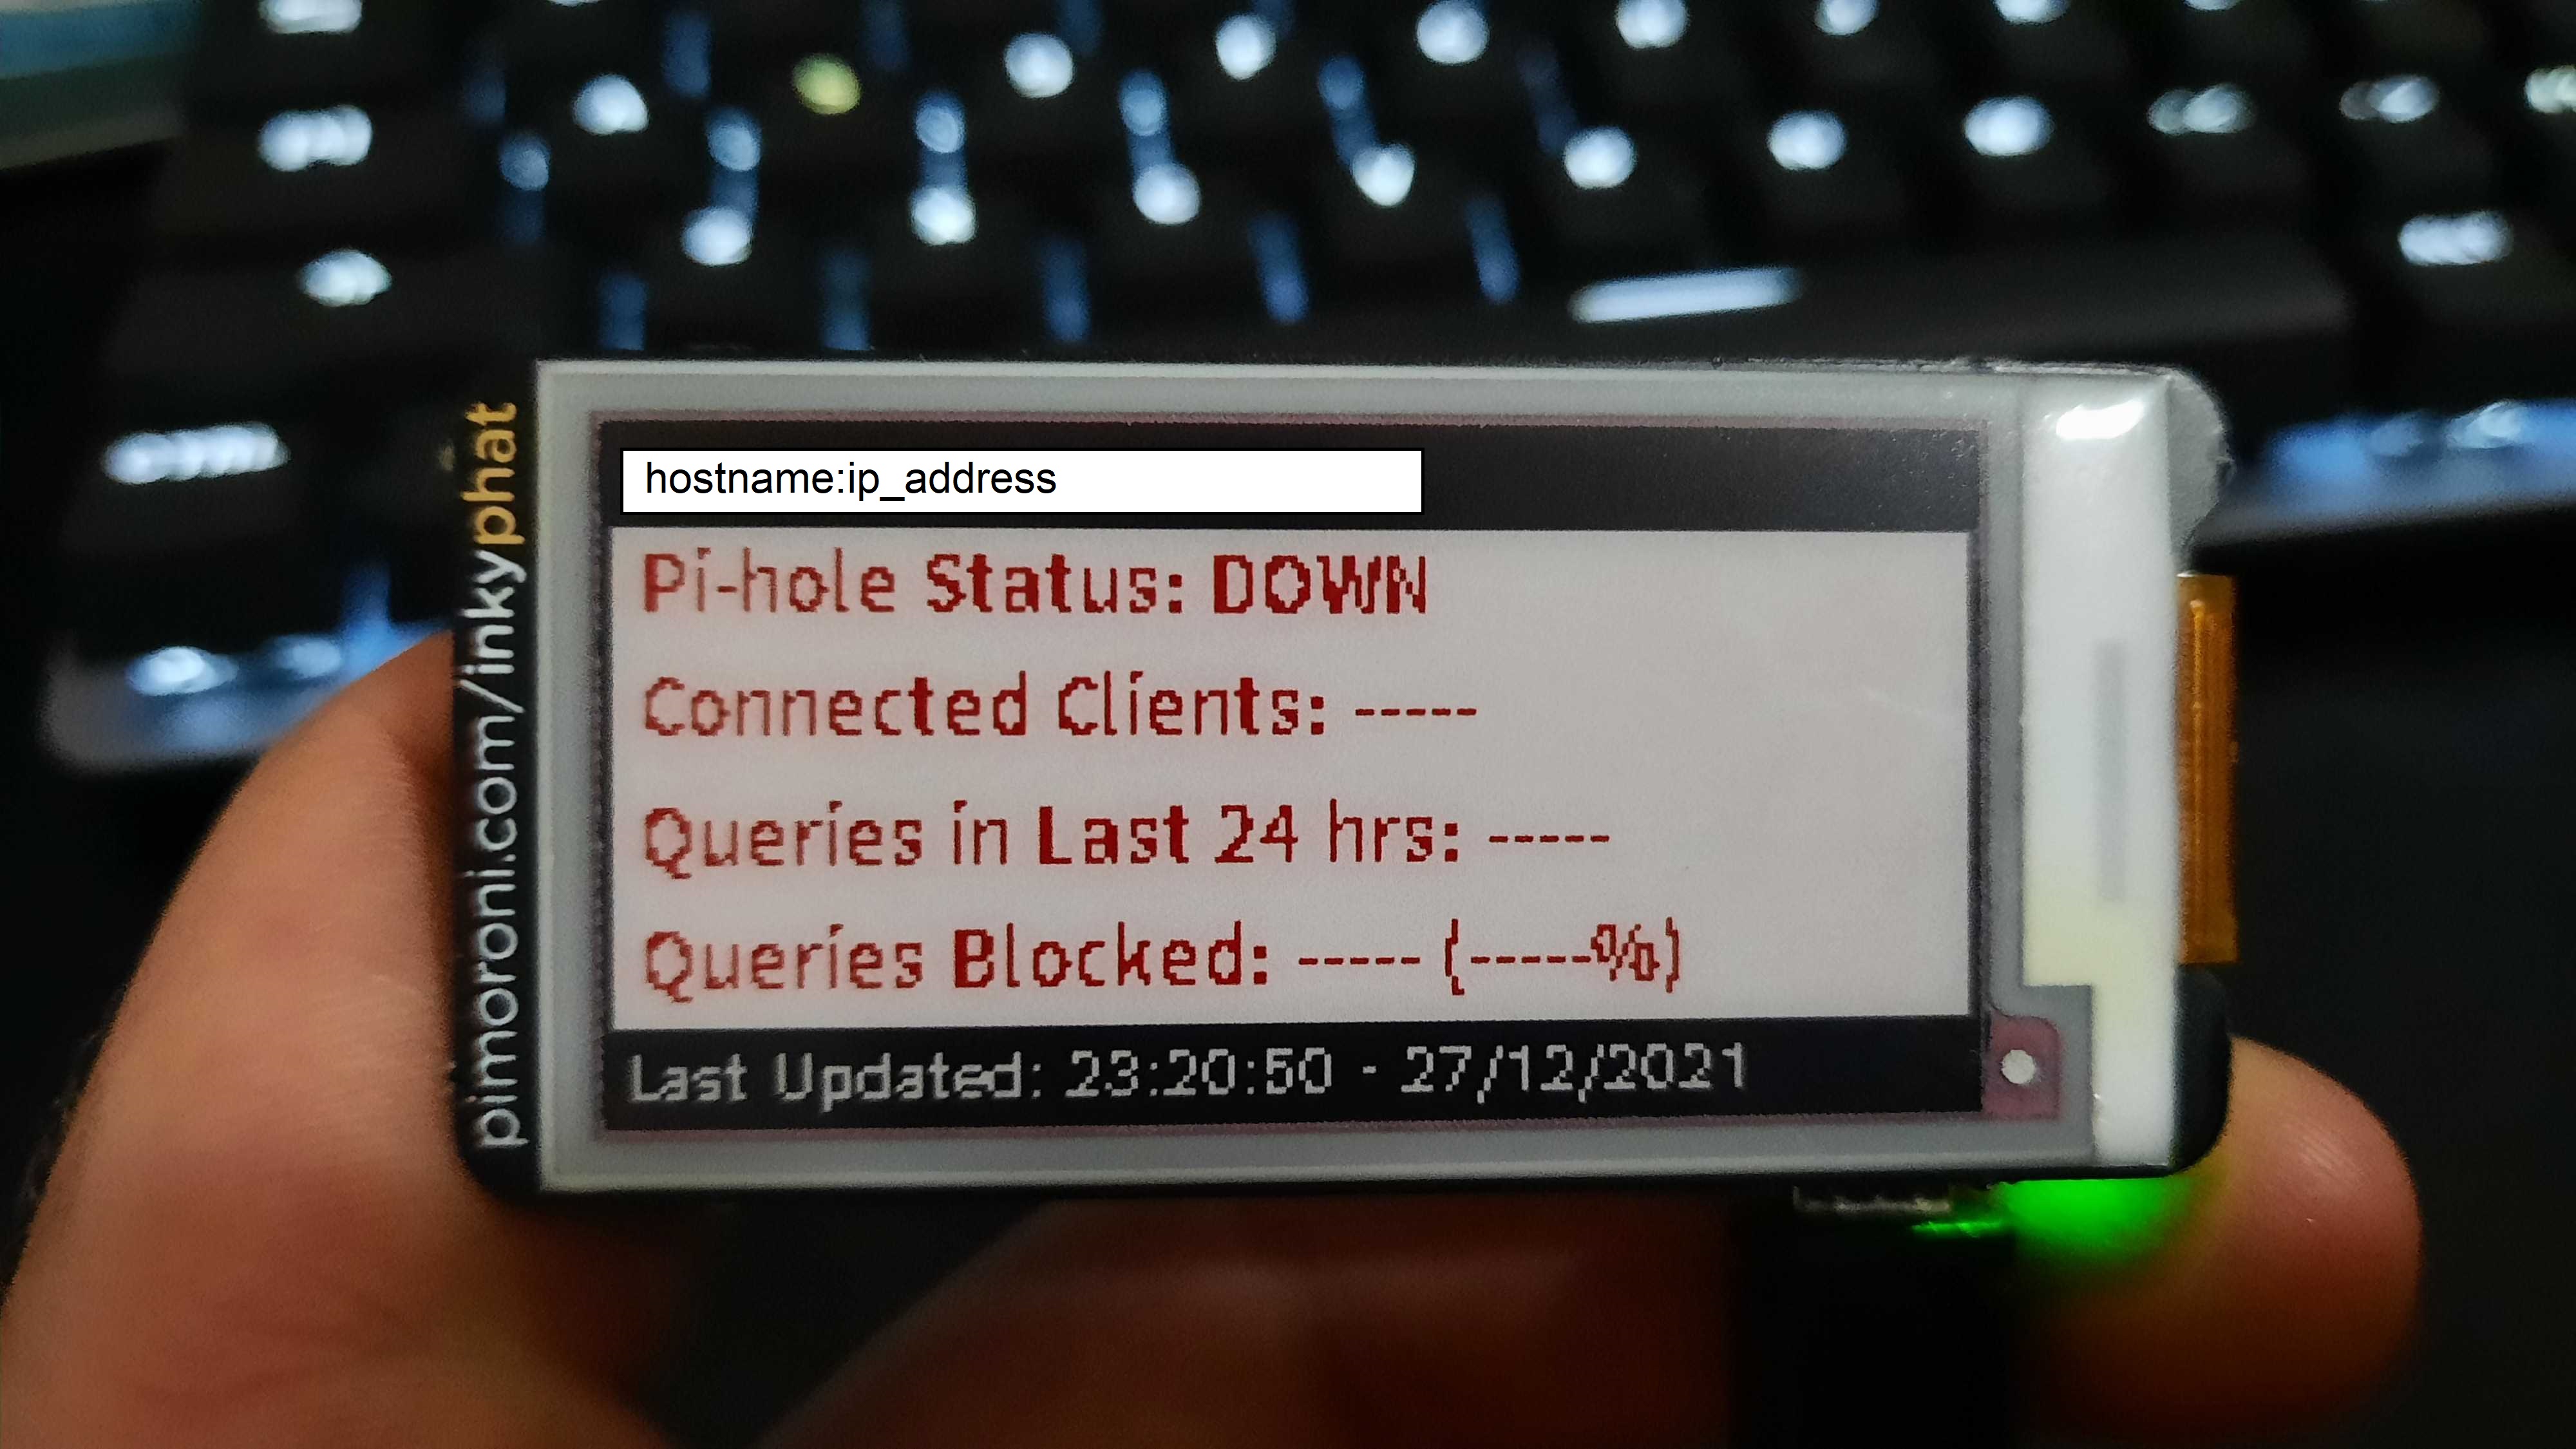 hostname:ip_address
Pi-hole Status: DOWN
Connected Clients: -----
Queries in Last 24 hrs: -----
Queries Blocked: ----- (-----%)
Last Updated: 23:20:50 - 27/12/2021
pimoroni.com/inkyphat